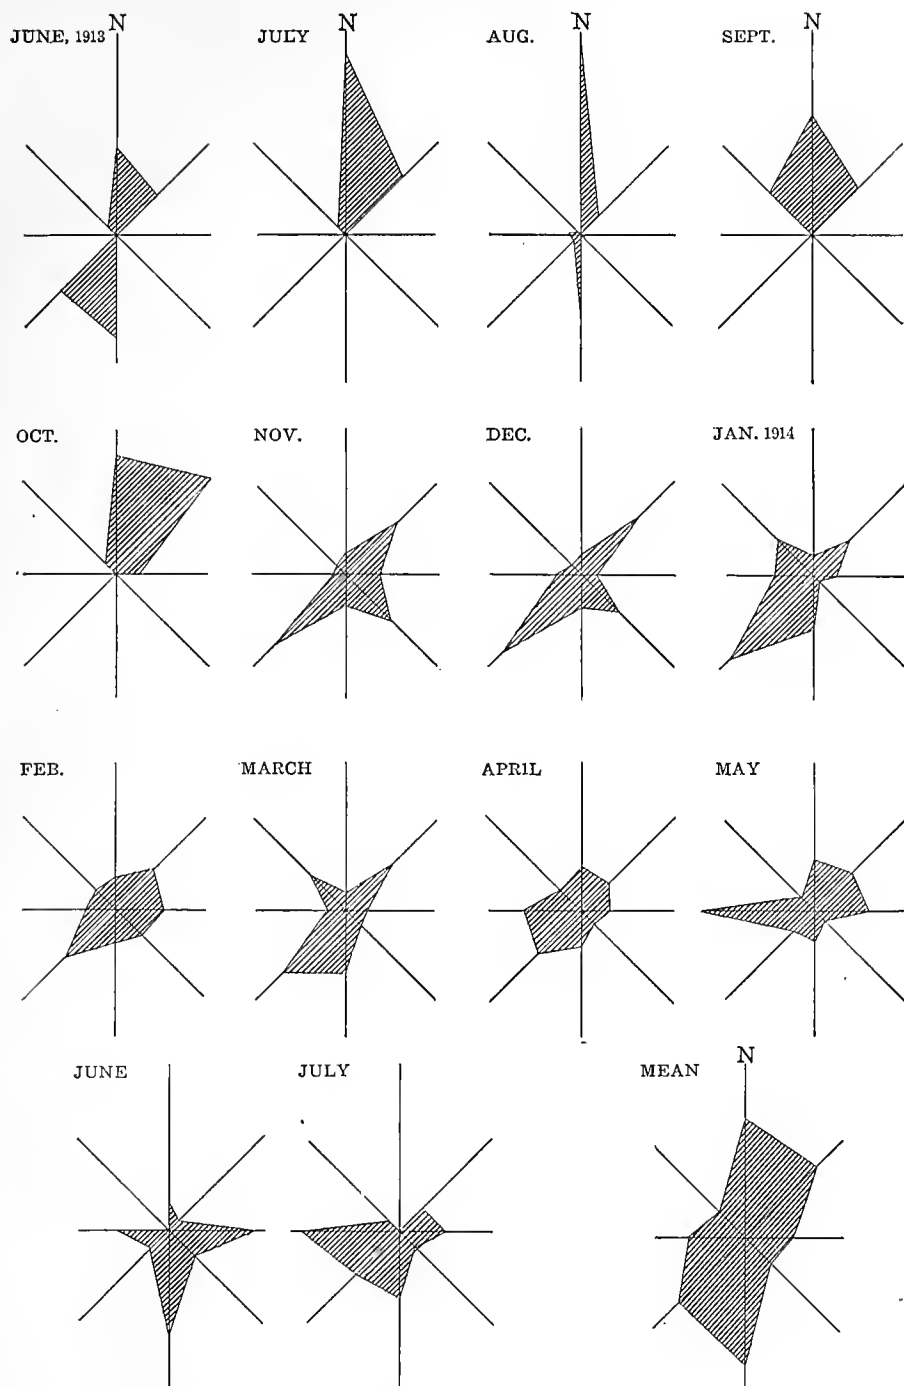 N N
JUNE, 1913 JULY AUG. SEPT.
OCT. NOV. DEC. JAN. 1914
FEB. MARCH APRIL MAY
N
JUNE JULY MEAN